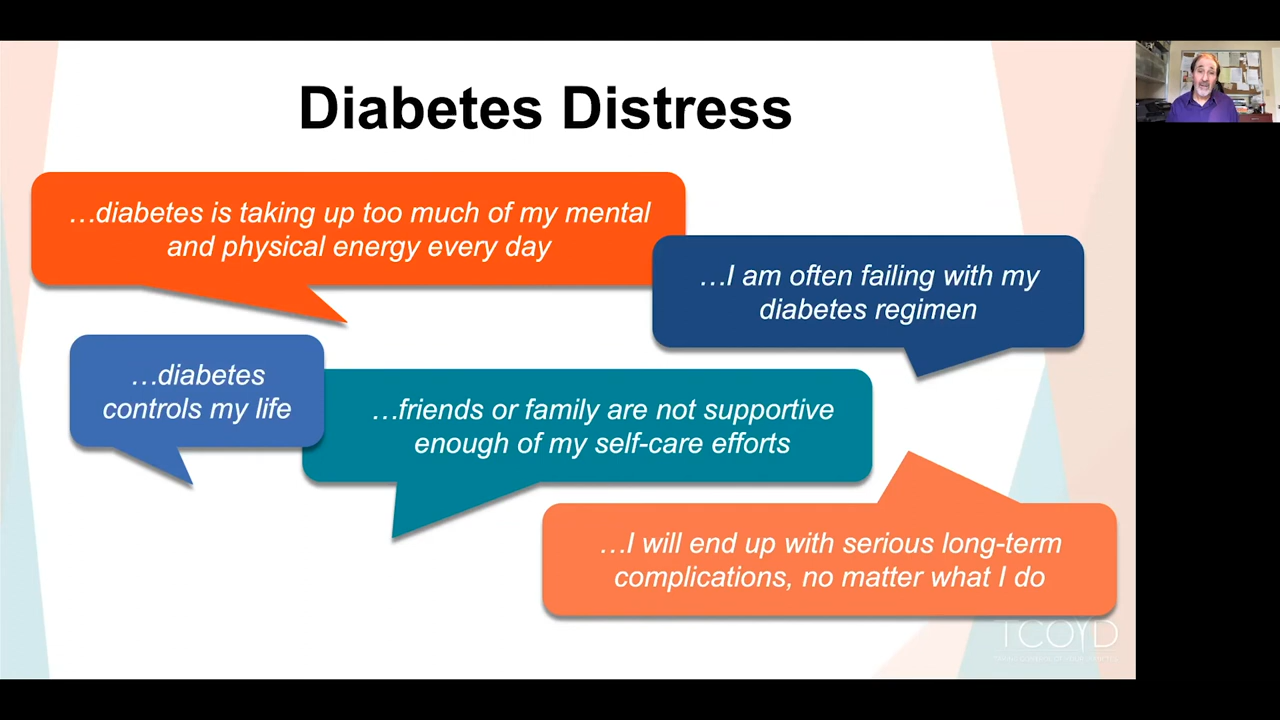 Diabetes Distress
…diabetes is taking up too much of my mental
and physical energy every day
…I am often failing with my
diabetes regimen
…diabetes
controls my life
…friends or family are not supportive
enough of my self-care efforts
…I will end up with serious long-term
complications, no matter what I do
TCOYD